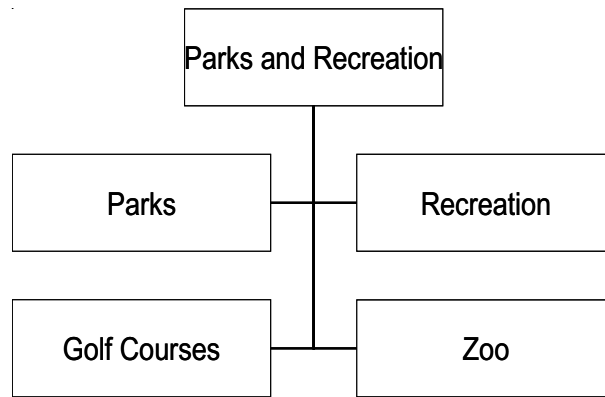 Parks and Recreation
Parks
Recreation
Golf Courses
Zoo